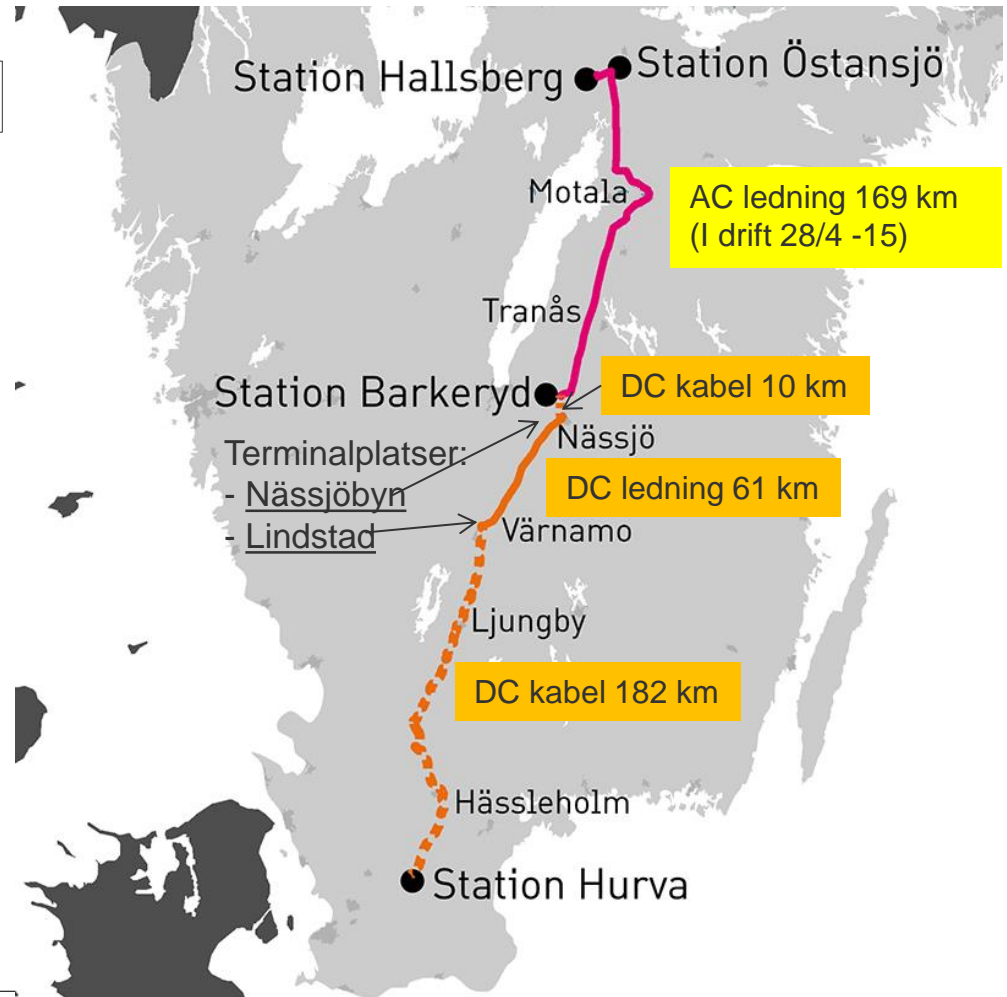 Station Hallsberg
Station Östansjö
Motala
AC ledning 169 km
(I drift 28/4 -15)
Tranås
Station Barkeryd
DC kabel 10 km
Nässjö
Terminalplatser:
- Nässjöbyn
- Lindstad
DC ledning 61 km
Värnamo
Ljungby
DC kabel 182 km
Hässleholm
Station Hurva